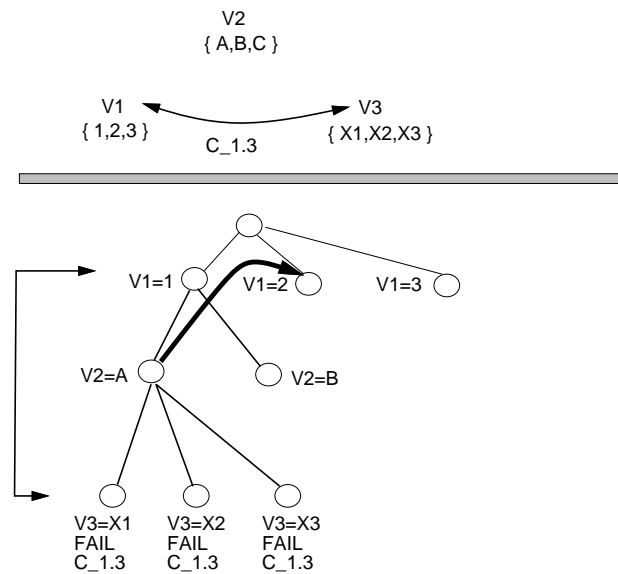 V2
{ A,B,C }
V1
V3
{ 1,2,3 }
{ X1,X2,X3 }
C_1.3
V1=1
V1=2
V1=3
V2=A
V2=B
V3=X1
FAIL
C_1.3
V3=X2
FAIL
C_1.3
V3=X3
FAIL
C_1.3